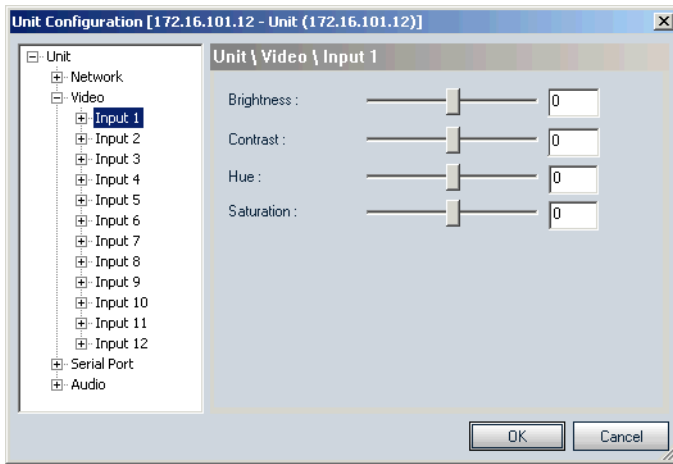 Unit Configuration [172.16.101.12 - Unit (172.16.101.12)]
Unit
Network
Video
Input 1
Input 2
Input 3
Input 4
Input 5
Input 6
Input 7
Input 8
Input 9
Input 10
Input 11
Input 12
Serial Port
Audio
Unit \ Video \ Input 1
Brightness : 0
Contrast : 0
Hue : 0
Saturation : 0
OK Cancel